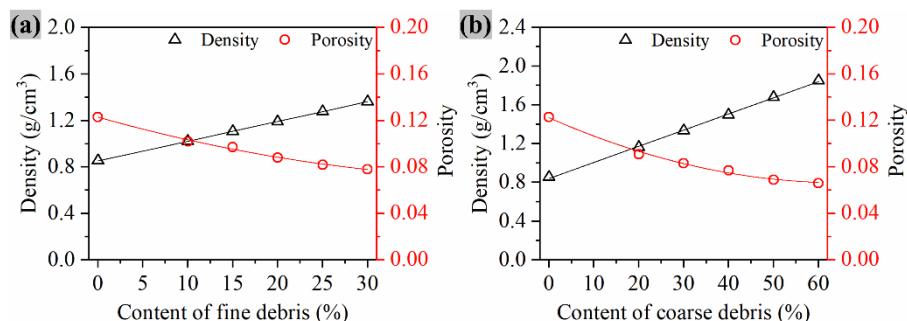 (a)
Density
Porosity
2.0
1.6
1.2
0.8
0.4
0.0
Density (g/cm³)
0.20
0.16
0.12
0.08
0.04
0.00
Porosity
0 5 10 15 20 25 30
Content of fine debris (%)
(b)
Density
Porosity
2.4
2.0
1.6
1.2
0.8
0.4
0.0
Density (g/cm³)
0.20
0.16
0.12
0.08
0.04
0.00
Porosity
0 10 20 30 40 50 60
Content of coarse debris (%)